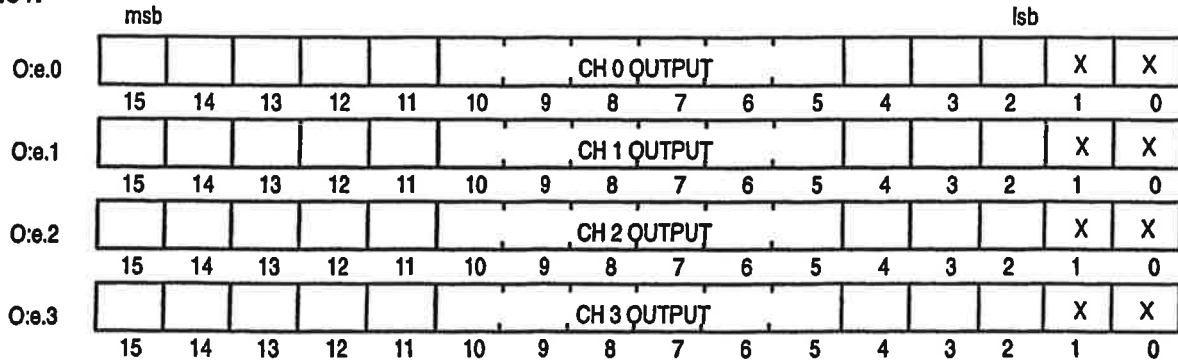 msb lsb
O:e.0 CH 0 OUTPUT X X
15 14 13 12 11 10 9 8 7 6 5 4 3 2 1 0
O:e.1 CH 1 OUTPUT X X
15 14 13 12 11 10 9 8 7 6 5 4 3 2 1 0
O:e.2 CH 2 OUTPUT X X
15 14 13 12 11 10 9 8 7 6 5 4 3 2 1 0
O:e.3 CH 3 OUTPUT X X
15 14 13 12 11 10 9 8 7 6 5 4 3 2 1 0